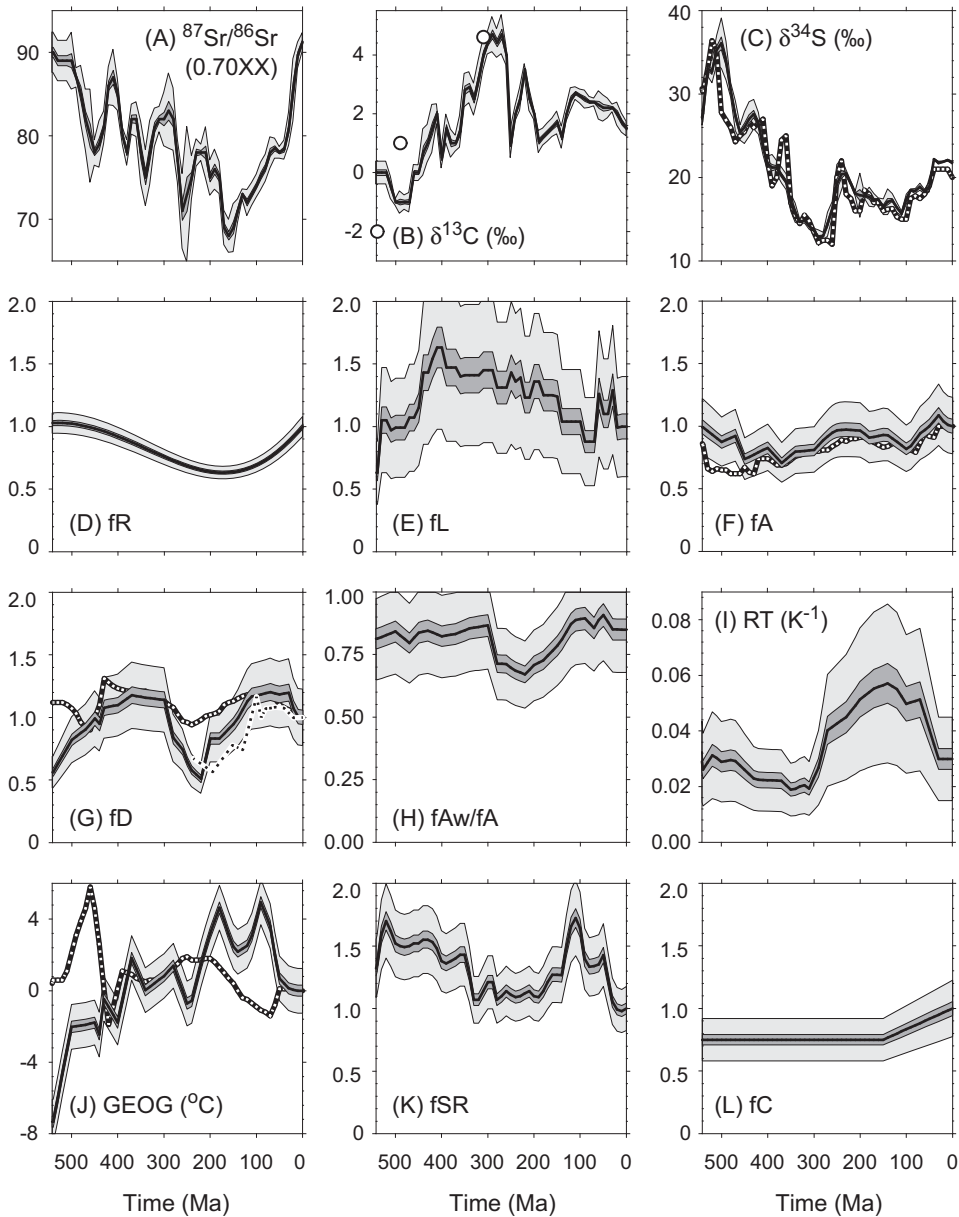 (A) ⁸⁷Sr/⁸⁶Sr
(0.70XX)
90
80
70
(B) δ¹³C (‰)
4
2
0
-2
(C) δ³⁴S (‰)
40
30
20
10
2.0
1.5
1.0
0.5
0
(D) fR
2.0
1.5
1.0
0.5
0
(E) fL
2.0
1.5
1.0
0.5
0
(F) fA
2.0
1.5
1.0
0.5
0
(G) fD
1.00
0.75
0.50
0.25
0.00
(H) fAw/fA
0.08
0.06
0.04
0.02
0.00
(I) RT (K⁻¹)
4
0
-4
-8
(J) GEOG (°C)
500 400 300 200 100 0
Time (Ma)
2.0
1.5
1.0
0.5
0
(K) fSR
500 400 300 200 100 0
Time (Ma)
2.0
1.5
1.0
0.5
0
(L) fC
500 400 300 200 100 0
Time (Ma)